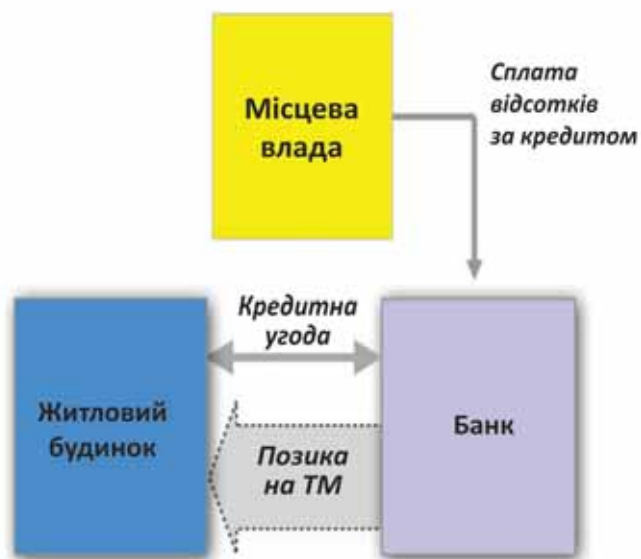 Місцева
влада
Сплата
відсотків
за кредитом
Кредитна
угода
Житловий
будинок
Банк
Позика
на ТМ